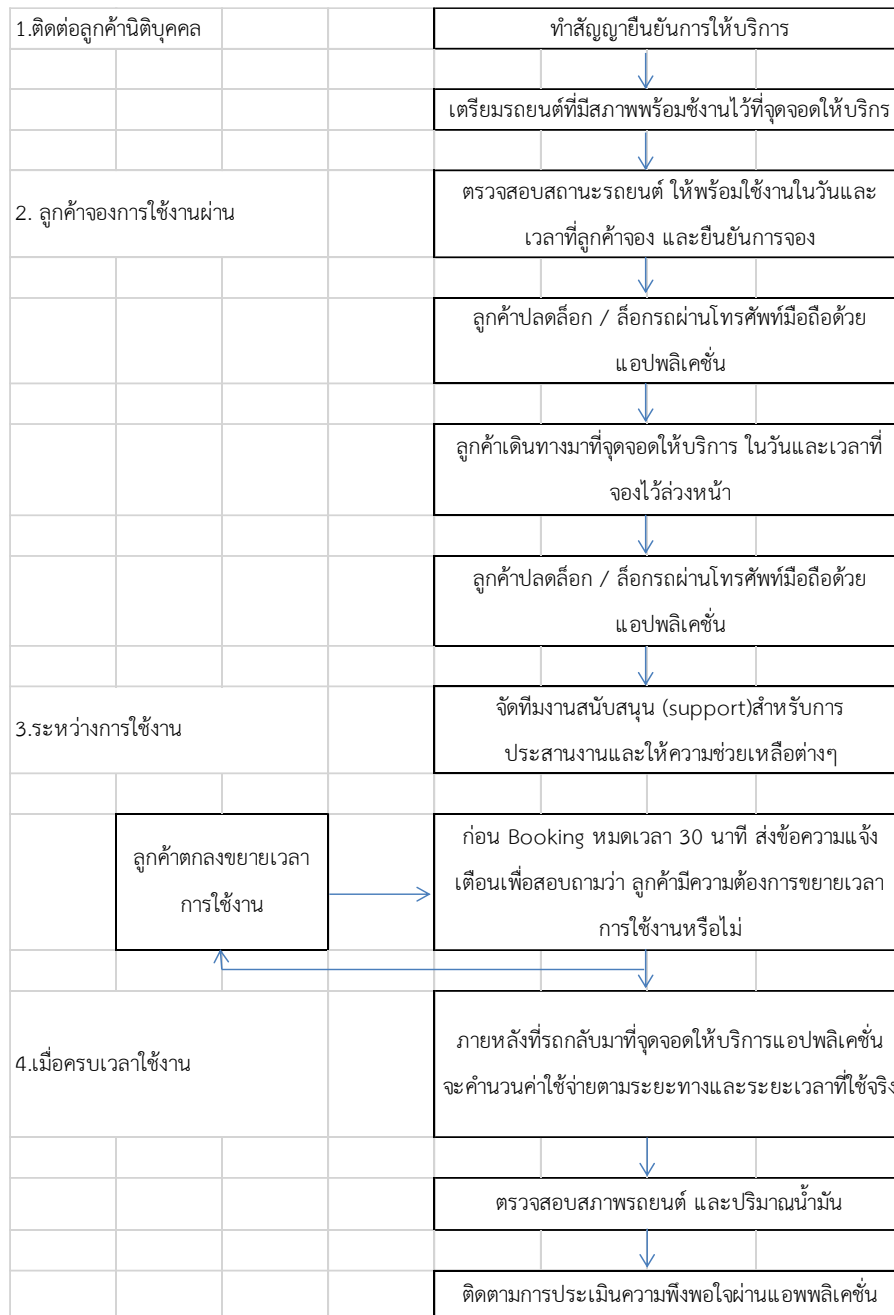 1.ติดต่อลูกค้านิติบุคคล
ทำสัญญายืนยันการให้บริการ
เตรียมรถยนต์ที่มีสภาพพร้อมช้งานไว้ที่จุดจอดให้บริกร
2. ลูกค้าจองการใช้งานผ่าน
ตรวจสอบสถานะรถยนต์ ให้พร้อมใช้งานในวันและ
เวลาที่ลูกค้าจอง และยืนยันการจอง
ลูกค้าปลดล็อก / ล็อกรถผ่านโทรศัพท์มือถือด้วย
แอปพลิเคชั่น
ลูกค้าเดินทางมาที่จุดจอดให้บริการ ในวันและเวลาที่
จองไว้ล่วงหน้า
ลูกค้าปลดล็อก / ล็อกรถผ่านโทรศัพท์มือถือด้วย
แอปพลิเคชั่น
3.ระหว่างการใช้งาน
จัดทีมงานสนับสนุน (support)สำหรับการ
ประสานงานและให้ความช่วยเหลือต่างๆ
ลูกค้าตกลงขยายเวลา
การใช้งาน
ก่อน Booking หมดเวลา 30 นาที ส่งข้อความแจ้ง
เตือนเพื่อสอบถามว่า ลูกค้ามีความต้องการขยายเวลา
การใช้งานหรือไม่
4.เมื่อครบเวลาใช้งาน
ภายหลังที่รถกลับมาที่จุดจอดให้บริการแอปพลิเคชั่น
จะคำนวนค่าใช้จ่ายตามระยะทางและระยะเวลาที่ใช้จริง
ตรวจสอบสภาพรถยนต์ และปริมาณน้ำมัน
ติดตามการประเมินความพึงพอใจผ่านแอพพลิเคชั่น